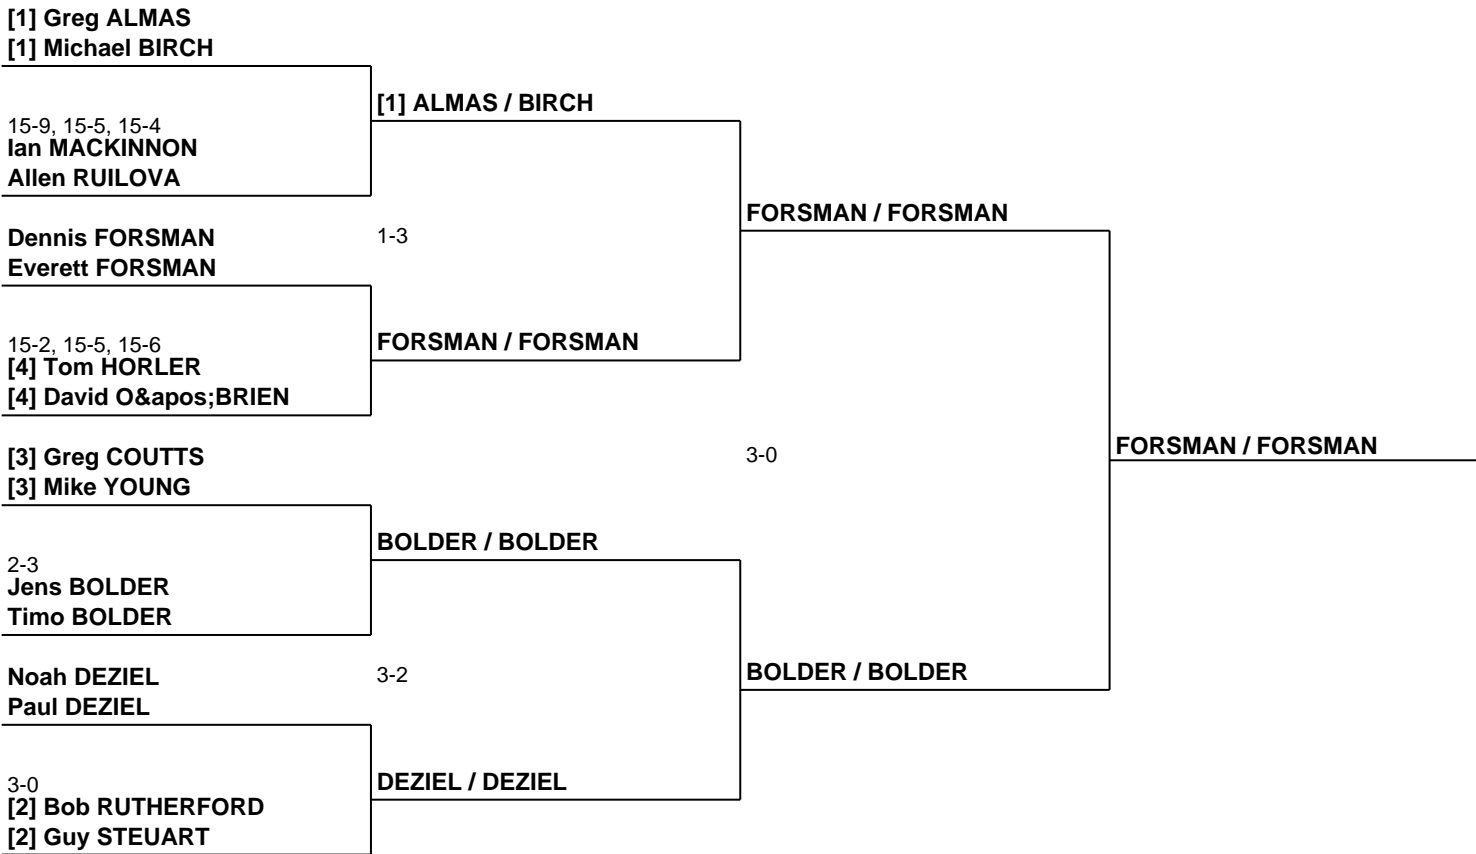 [1] Greg ALMAS
[1] Michael BIRCH
[1] ALMAS / BIRCH
15-9, 15-5, 15-4
Ian MACKINNON
Allen RUILOVA
FORSMAN / FORSMAN
Dennis FORSMAN
1-3
Everett FORSMAN
FORSMAN / FORSMAN
15-2, 15-5, 15-6
[4] Tom HORLER
[4] David O&apos;BRIEN
[3] Greg COUTTS
3-0
FORSMAN / FORSMAN
[3] Mike YOUNG
BOLDER / BOLDER
2-3
Jens BOLDER
Timo BOLDER
Noah DEZIEL
3-2
BOLDER / BOLDER
Paul DEZIEL
DEZIEL / DEZIEL
3-0
[2] Bob RUTHERFORD
[2] Guy STEUART